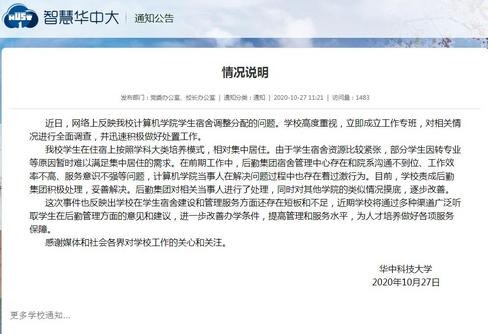 HUST 智慧华中大 | 通知公告
情况说明
发布部门：党委办公室、校长办公室 | 通知分类：通知 | 2020-10-27 11:21 | 访问量：1483
近日，网络上反映我校计算机学院学生宿舍调整分配的问题。学校高度重视，立即成立工作专班，对相关情
况进行全面调查，并迅速积极做好处置工作。
我校学生在住宿上按照学科大类培养模式，相对集中居住。由于学生宿舍资源比较紧张，部分学生因转专业
等原因暂时难以满足集中居住的需求。在前期工作中，后勤集团宿舍管理中心存在和院系沟通不到位、工作效
率不高、服务意识不强等问题，计算机学院当事人在解决问题过程中也存在着过激行为。目前，学校责成后勤
集团积极处理，妥善解决。后勤集团对相关当事人进行了处理，同时对其他学院的类似情况摸底，逐步改善。
这次事件也反映出学校在学生宿舍建设和管理服务方面还存在短板和不足，近期学校将通过多种渠道广泛听
取学生在后勤管理方面的意见和建议，进一步改善办学条件，提高管理和服务水平，为人才培养做好各项服务
保障。
感谢媒体和社会各界对学校工作的关心和关注。
华中科技大学
2020年10月27日
更多学校通知...